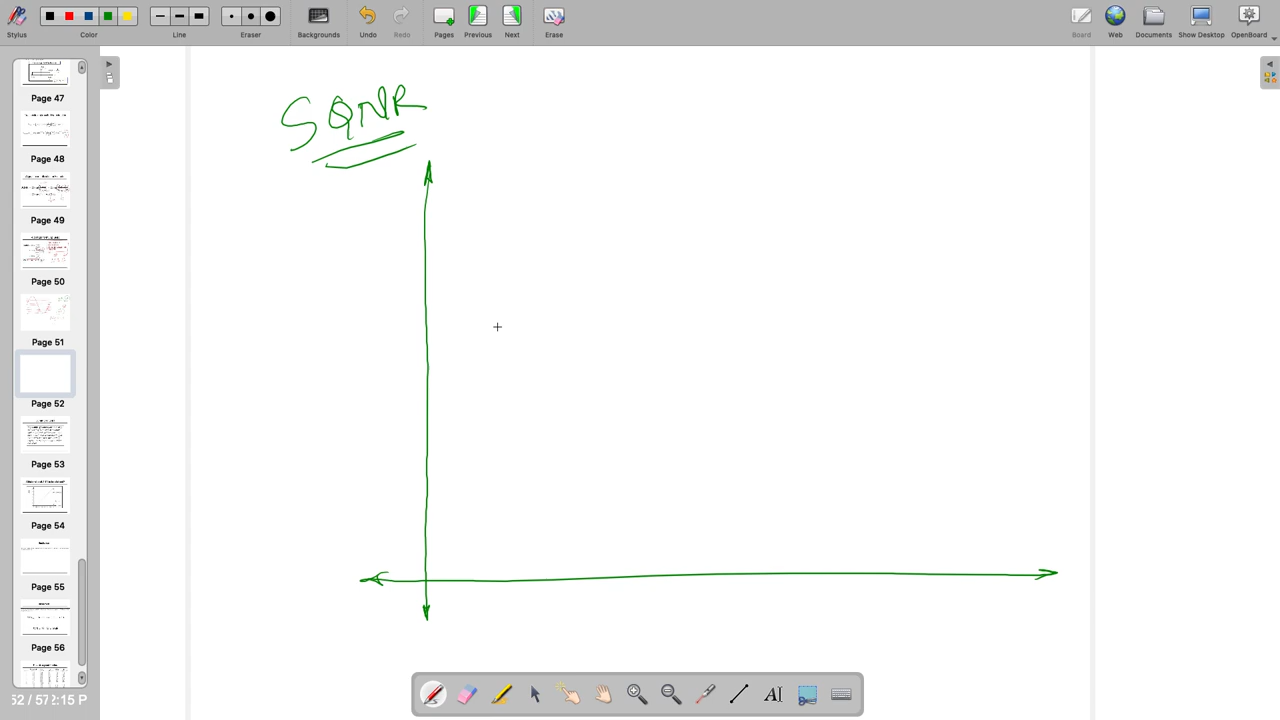 Stylus
Color
Line
Eraser
Backgrounds
Undo
Redo
Pages
Previous
Next
Erase
Board
Web
Documents
Show Desktop
OpenBoard
SQNR
Page 47
Page 48
Page 49
Page 50
Page 51
Page 52
Page 53
Page 54
Page 55
Page 56